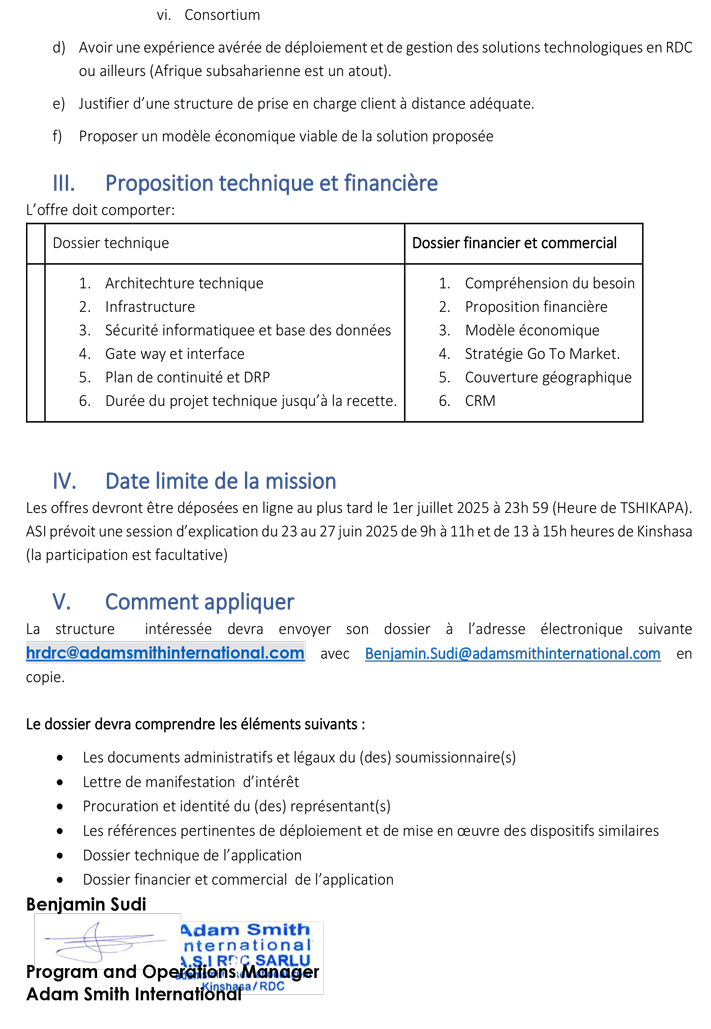 vi. Consortium
d) Avoir une expérience avérée de déploiement et de gestion des solutions technologiques en RDC
ou ailleurs (Afrique subsaharienne est un atout).
e) Justifier d’une structure de prise en charge client à distance adéquate.
f) Proposer un modèle économique viable de la solution proposée
III. Proposition technique et financière
L’offre doit comporter:
Dossier technique
Dossier financier et commercial
1. Architechture technique
2. Infrastructure
3. Sécurité informatiquee et base des données
4. Gate way et interface
5. Plan de continuité et DRP
6. Durée du projet technique jusqu’à la recette.
1. Compréhension du besoin
2. Proposition financière
3. Modèle économique
4. Stratégie Go To Market.
5. Couverture géographique
6. CRM
IV. Date limite de la mission
Les offres devront être déposées en ligne au plus tard le 1er juillet 2025 à 23h 59 (Heure de TSHIKAPA).
ASI prévoit une session d’explication du 23 au 27 juin 2025 de 9h à 11h et de 13 à 15h heures de Kinshasa
(la participation est facultative)
V. Comment appliquer
La structure intéressée devra envoyer son dossier à l’adresse électronique suivante
hrdrc@adamsmithinternational.com avec Benjamin.Sudi@adamsmithinternational.com en
copie.
Le dossier devra comprendre les éléments suivants :
• Les documents administratifs et légaux du (des) soumissionnaire(s)
• Lettre de manifestation d’intérêt
• Procuration et identité du (des) représentant(s)
• Les références pertinentes de déploiement et de mise en œuvre des dispositifs similaires
• Dossier technique de l’application
• Dossier financier et commercial de l’application
Benjamin Sudi
Adam Smith
nternational
A.S.I RDC SARLU
Program and Operations Manager
Kinshasa/RDC
Adam Smith International